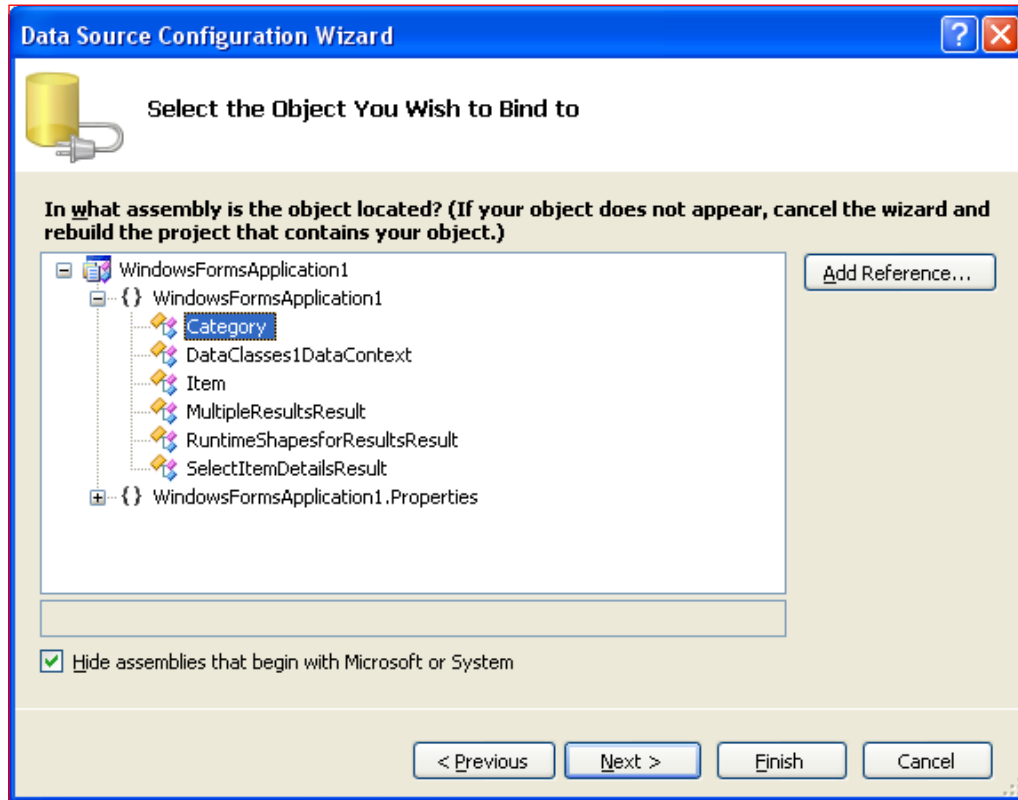 Data Source Configuration Wizard
Select the Object You Wish to Bind to
In what assembly is the object located? (If your object does not appear, cancel the wizard and
rebuild the project that contains your object.)
WindowsFormsApplication1
Add Reference...
{} WindowsFormsApplication1
Category
DataClasses1DataContext
Item
MultipleResultsResult
RuntimeShapesforResultsResult
SelectItemDetailsResult
{} WindowsFormsApplication1.Properties
Hide assemblies that begin with Microsoft or System
< Previous
Next >
Finish
Cancel